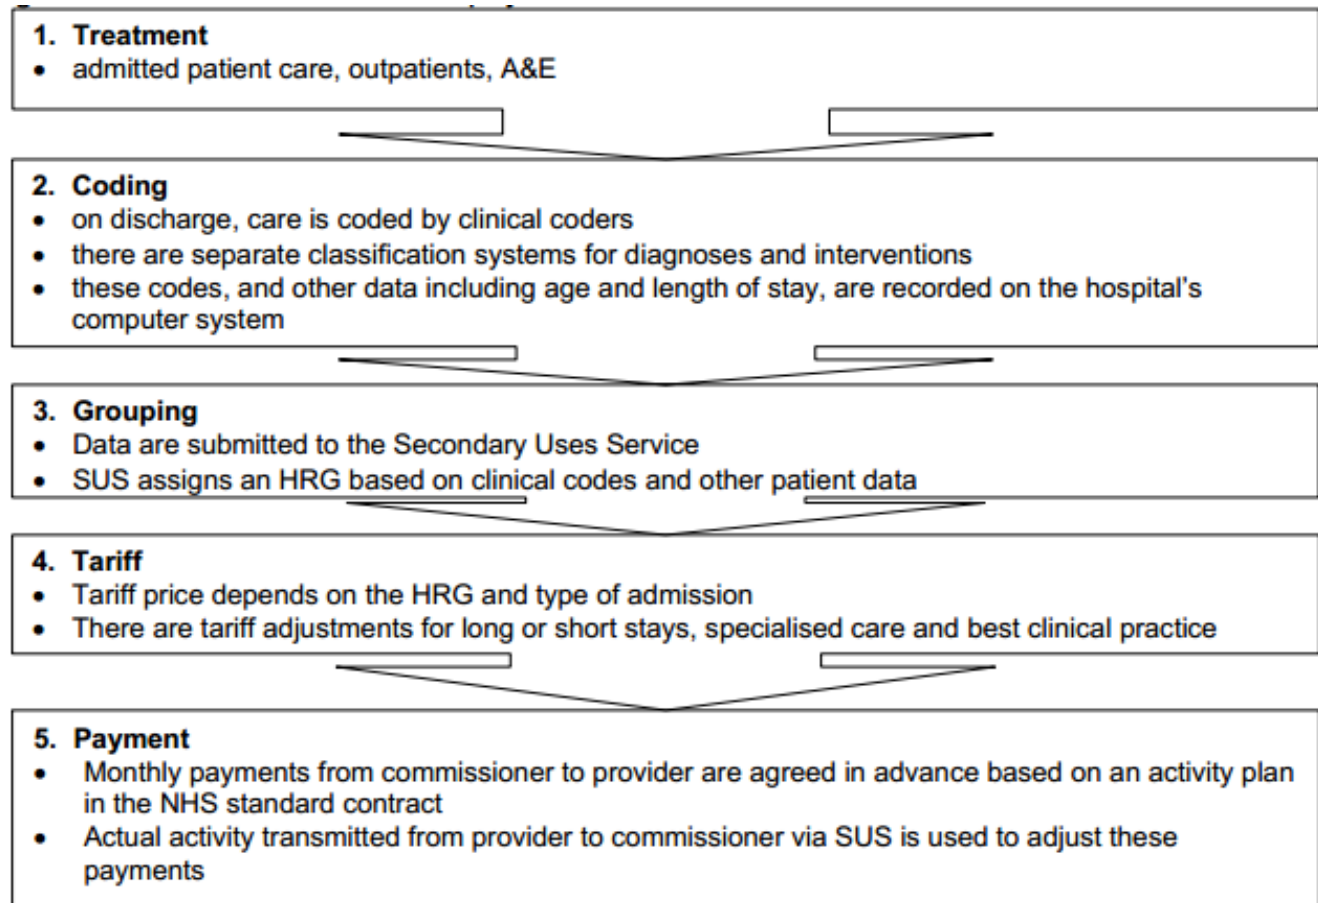 1. Treatment
• admitted patient care, outpatients, A&E
2. Coding
• on discharge, care is coded by clinical coders
• there are separate classification systems for diagnoses and interventions
• these codes, and other data including age and length of stay, are recorded on the hospital's
computer system
3. Grouping
• Data are submitted to the Secondary Uses Service
• SUS assigns an HRG based on clinical codes and other patient data
4. Tariff
• Tariff price depends on the HRG and type of admission
• There are tariff adjustments for long or short stays, specialised care and best clinical practice
5. Payment
• Monthly payments from commissioner to provider are agreed in advance based on an activity plan
in the NHS standard contract
• Actual activity transmitted from provider to commissioner via SUS is used to adjust these
payments